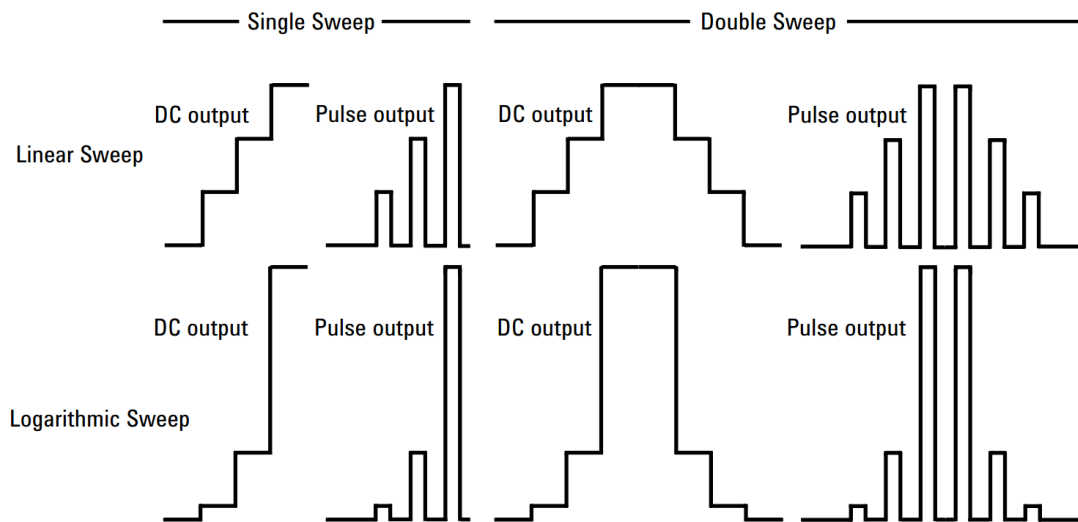 Single Sweep
Double Sweep
Linear Sweep
DC output
Pulse output
DC output
Pulse output
Logarithmic Sweep
DC output
Pulse output
DC output
Pulse output